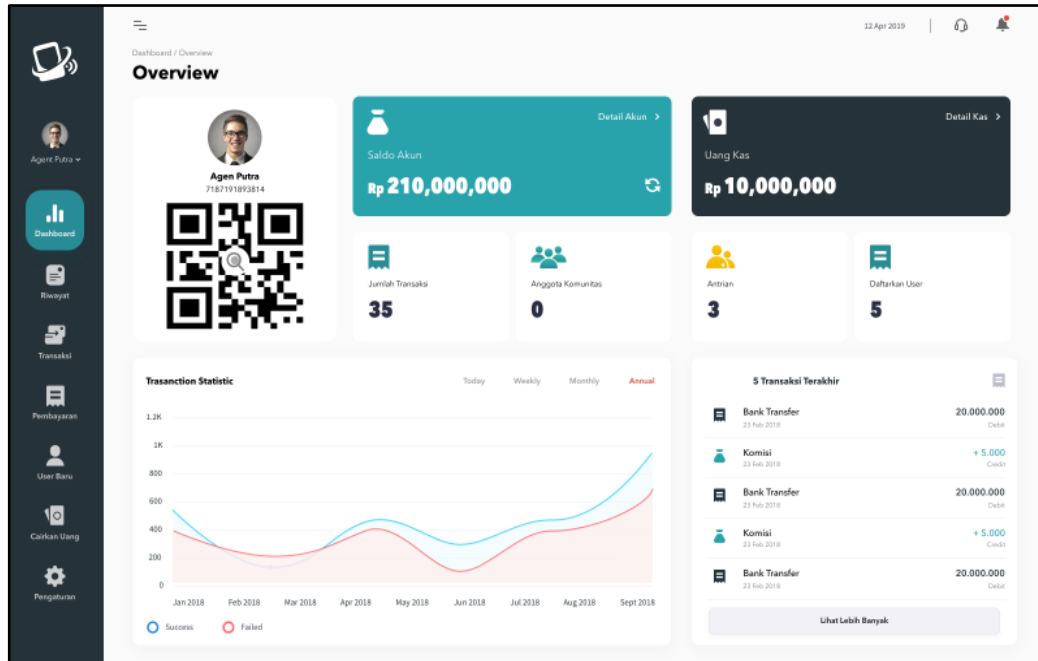 12 Apr 2019
Dashboard / Overview
Overview
Agent Putra
Dashboard
Riwayat
Transaksi
Pembayaran
User Baru
Cairkan Uang
Pengaturan
Agen Putra
7187191893814
Detail Akun >
Saldo Akun
Rp 210,000,000
Detail Kas >
Uang Kas
Rp 10,000,000
Jumlah Transaksi
35
Anggota Komunitas
0
Antrian
3
Daftarkan User
5
Trasanction Statistic
Today Weekly Monthly Annual
1.2K
1K
800
600
400
200
0
Jan 2018 Feb 2018 Mar 2018 Apr 2018 May 2018 Jun 2018 Jul 2018 Aug 2018 Sept 2018
Success Failed
5 Transaksi Terakhir
Bank Transfer 20.000.000
23 Feb 2018 Debit
Komisi + 5.000
23 Feb 2018 Credit
Bank Transfer 20.000.000
23 Feb 2018 Debit
Komisi + 5.000
23 Feb 2018 Credit
Bank Transfer 20.000.000
23 Feb 2018 Debit
Lihat Lebih Banyak